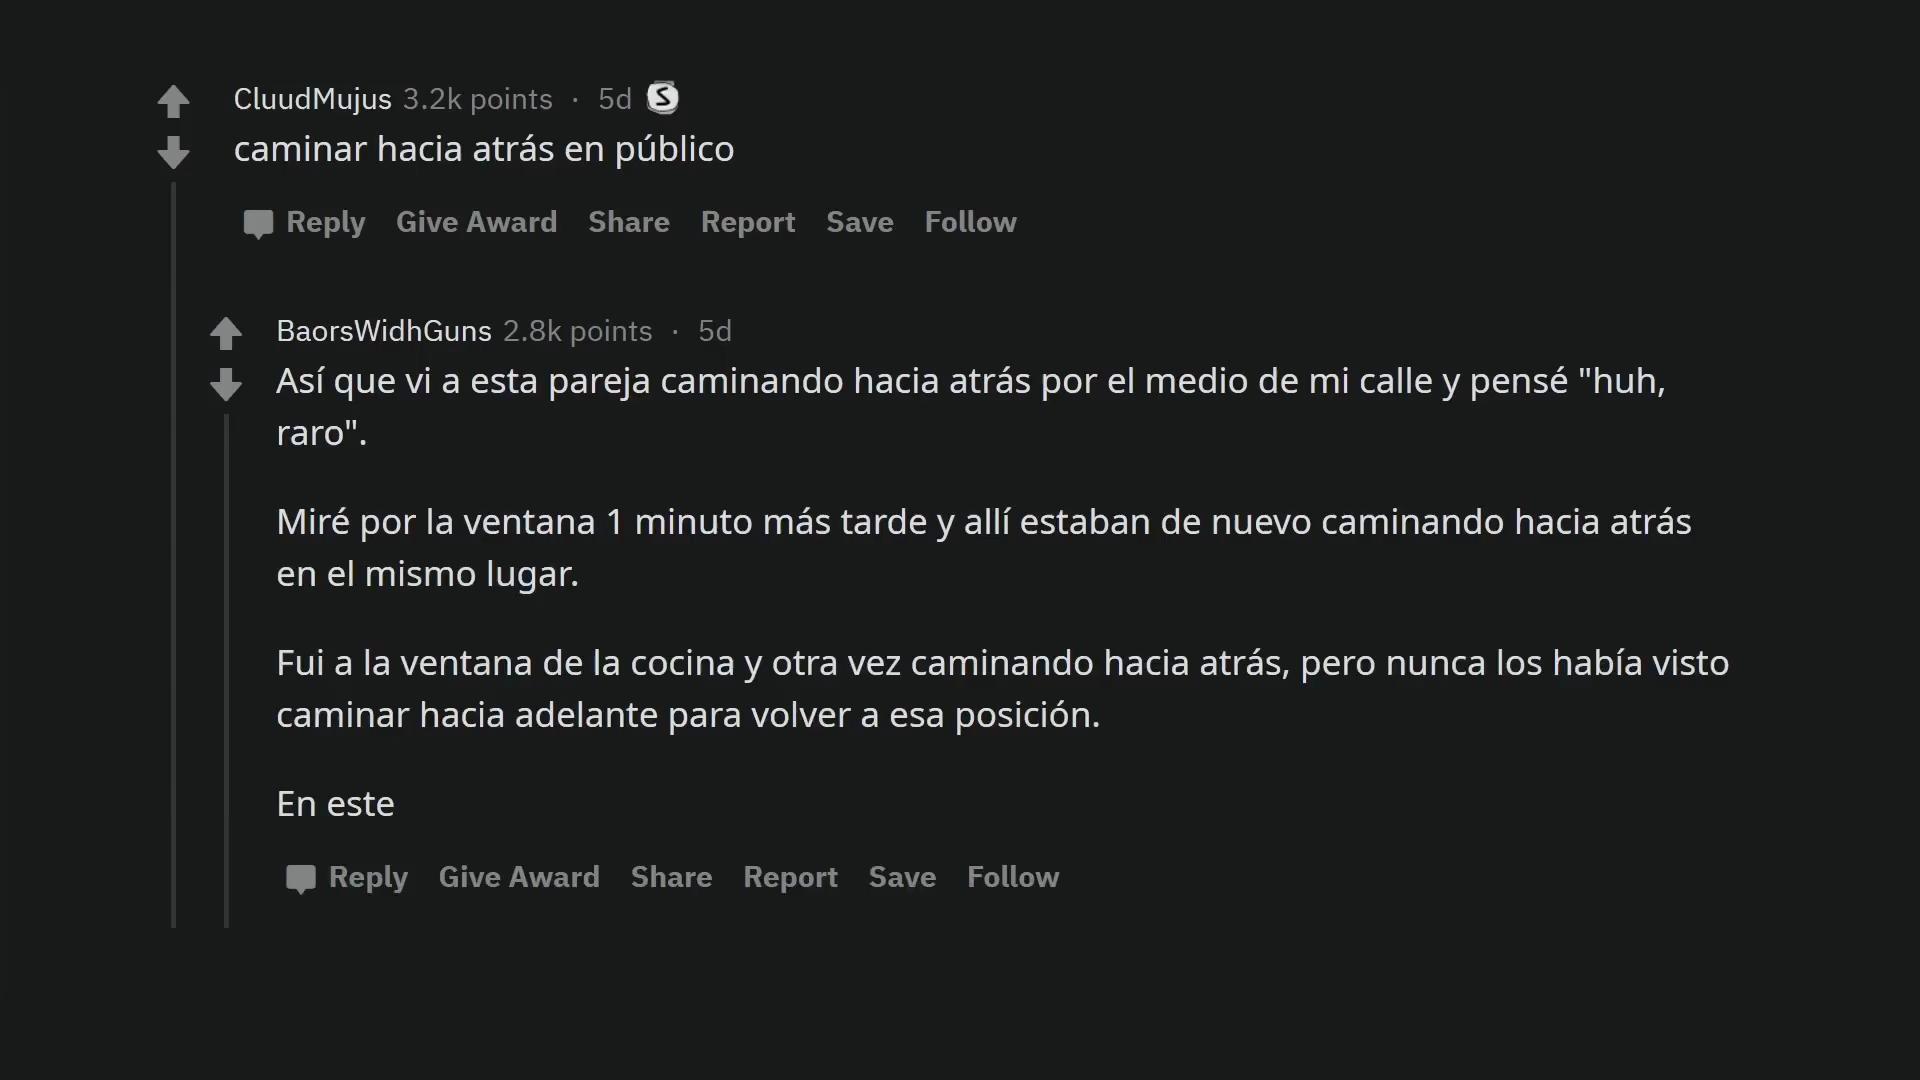 CluudMujus 3.2k points · 5d S
caminar hacia atrás en público
Reply Give Award Share Report Save Follow
BaorsWidhGuns 2.8k points · 5d
Así que vi a esta pareja caminando hacia atrás por el medio de mi calle y pensé "huh,
raro".
Miré por la ventana 1 minuto más tarde y allí estaban de nuevo caminando hacia atrás
en el mismo lugar.
Fui a la ventana de la cocina y otra vez caminando hacia atrás, pero nunca los había visto
caminar hacia adelante para volver a esa posición.
En este
Reply Give Award Share Report Save Follow